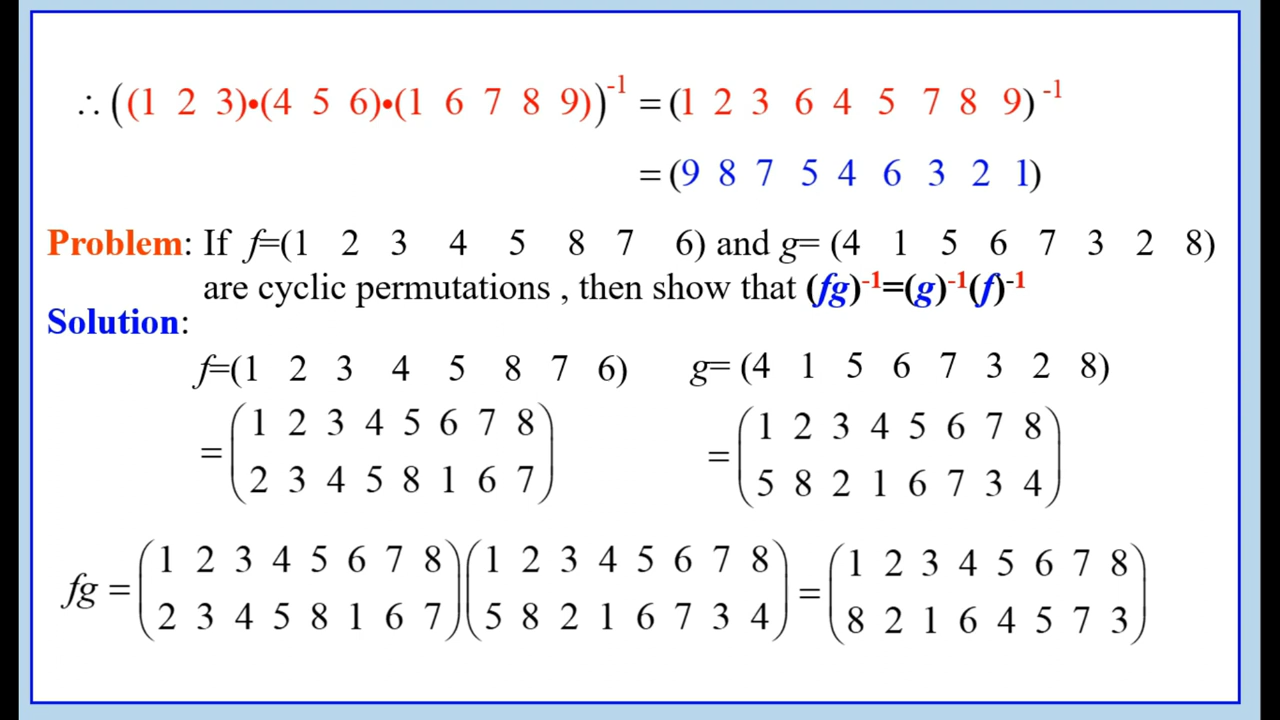 ∴ ((1 2 3)•(4 5 6)•(1 6 7 8 9))⁻¹ = (1 2 3 6 4 5 7 8 9)⁻¹
= (9 8 7 5 4 6 3 2 1)
Problem: If f=(1 2 3 4 5 8 7 6) and g= (4 1 5 6 7 3 2 8)
are cyclic permutations , then show that (fg)⁻¹=(g)⁻¹(f)⁻¹
Solution:
f=(1 2 3 4 5 8 7 6) g= (4 1 5 6 7 3 2 8)
= (1 2 3 4 5 6 7 8 = (1 2 3 4 5 6 7 8
2 3 4 5 8 1 6 7) 5 8 2 1 6 7 3 4)
fg = (1 2 3 4 5 6 7 8 (1 2 3 4 5 6 7 8 = (1 2 3 4 5 6 7 8
2 3 4 5 8 1 6 7) 5 8 2 1 6 7 3 4) 8 2 1 6 4 5 7 3)